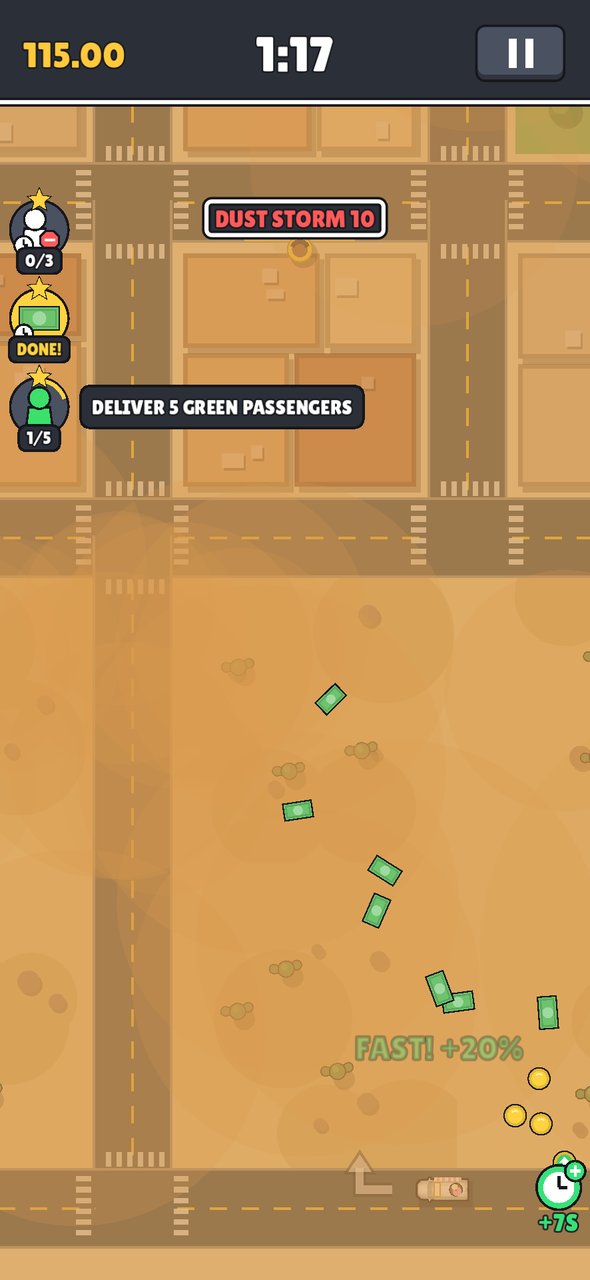 115.00
1:17
DUST STORM 10
0/3
DONE!
DELIVER 5 GREEN PASSENGERS
1/5
FAST! +20%
+7S